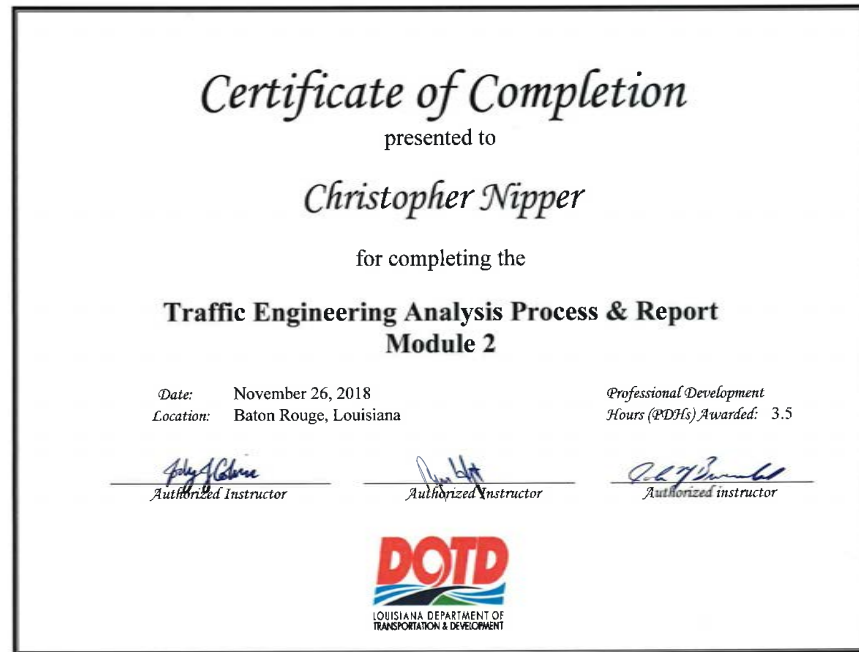 Certificate of Completion
presented to
Christopher Nipper
for completing the
Traffic Engineering Analysis Process & Report
Module 2
Date: November 26, 2018
Location: Baton Rouge, Louisiana
Professional Development
Hours (PDHs) Awarded: 3.5
Authorized Instructor
Authorized Instructor
Authorized instructor
DOTD
LOUISIANA DEPARTMENT OF
TRANSPORTATION & DEVELOPMENT